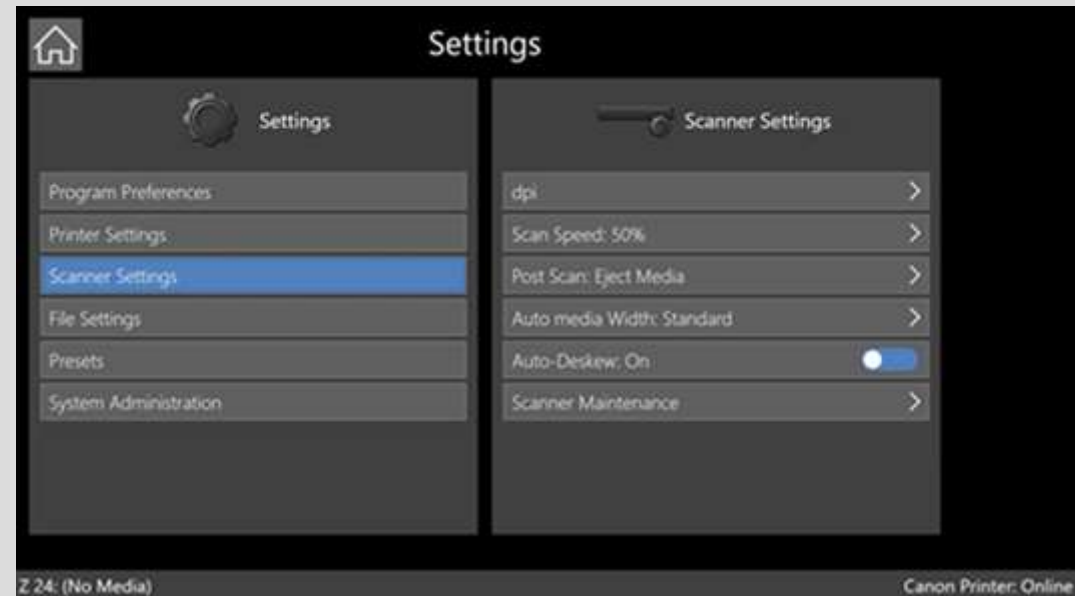 Settings
Settings
Program Preferences
Printer Settings
Scanner Settings
File Settings
Presets
System Administration
Scanner Settings
dpi
Scan Speed: 50%
Post Scan: Eject Media
Auto media Width: Standard
Auto-Deskew: On
Scanner Maintenance
Z 24: (No Media)
Canon Printer: Online